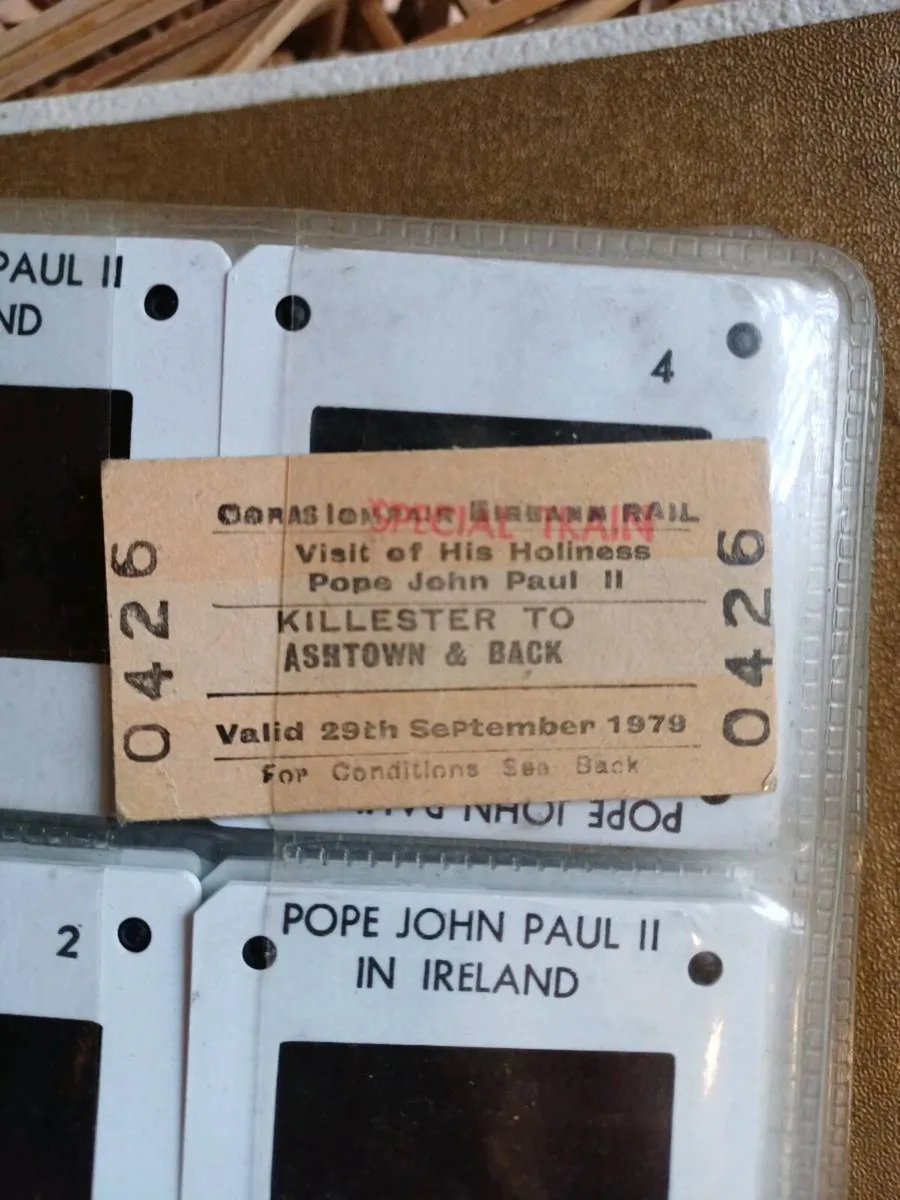 PAUL II
ND
4
SPECIAL TRAIN
RAIL
Visit of His Holiness
Pope John Paul II
KILLESTER TO
ASHTOWN & BACK
Valid 29th SePtember 1979
For Conditions See Back
0426
0426
POPE JOHN PAUL II
2
POPE JOHN PAUL II
IN IRELAND